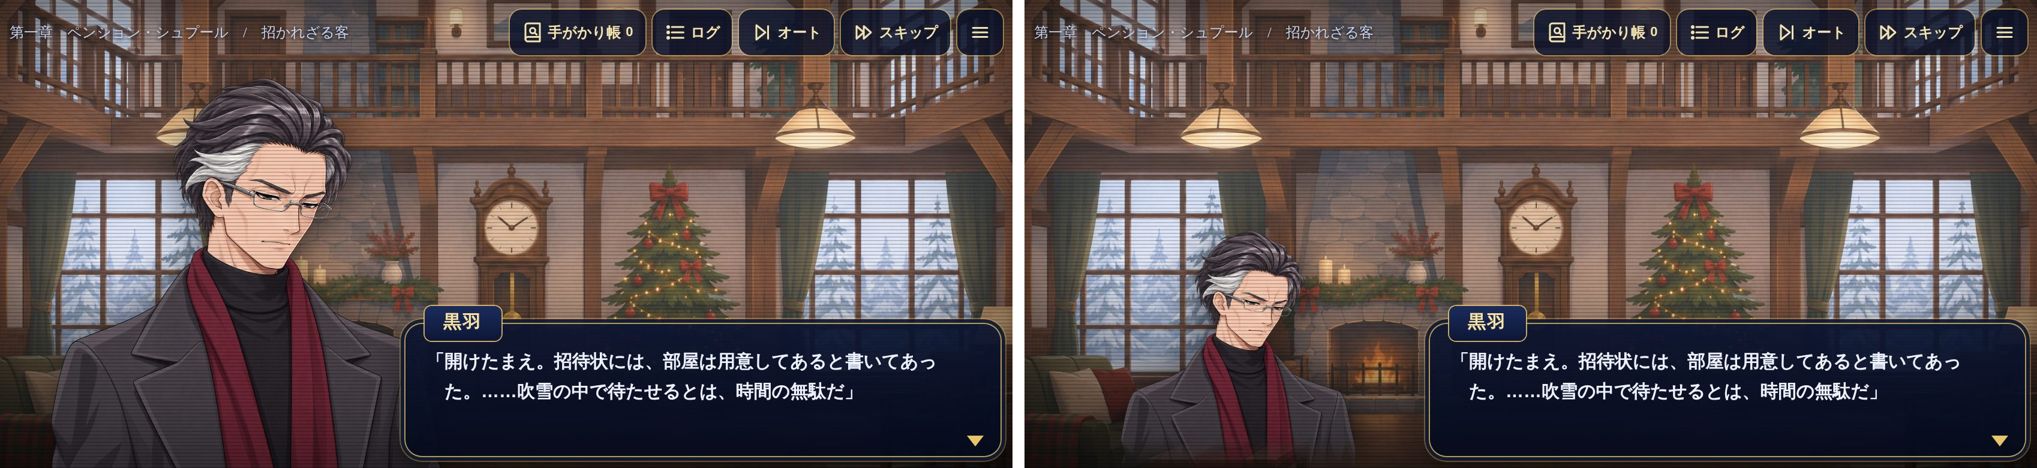 第一章 ペンション・シュプール / 招かれざる客
手がかり帳 0
ログ
オート
スキップ
黒羽
「開けたまえ。招待状には、部屋は用意してあると書いてあっ
た。……吹雪の中で待たせるとは、時間の無駄だ」
第一章 ペンション・シュプール / 招かれざる客
手がかり帳 0
ログ
オート
スキップ
黒羽
「開けたまえ。招待状には、部屋は用意してあると書いてあっ
た。……吹雪の中で待たせるとは、時間の無駄だ」